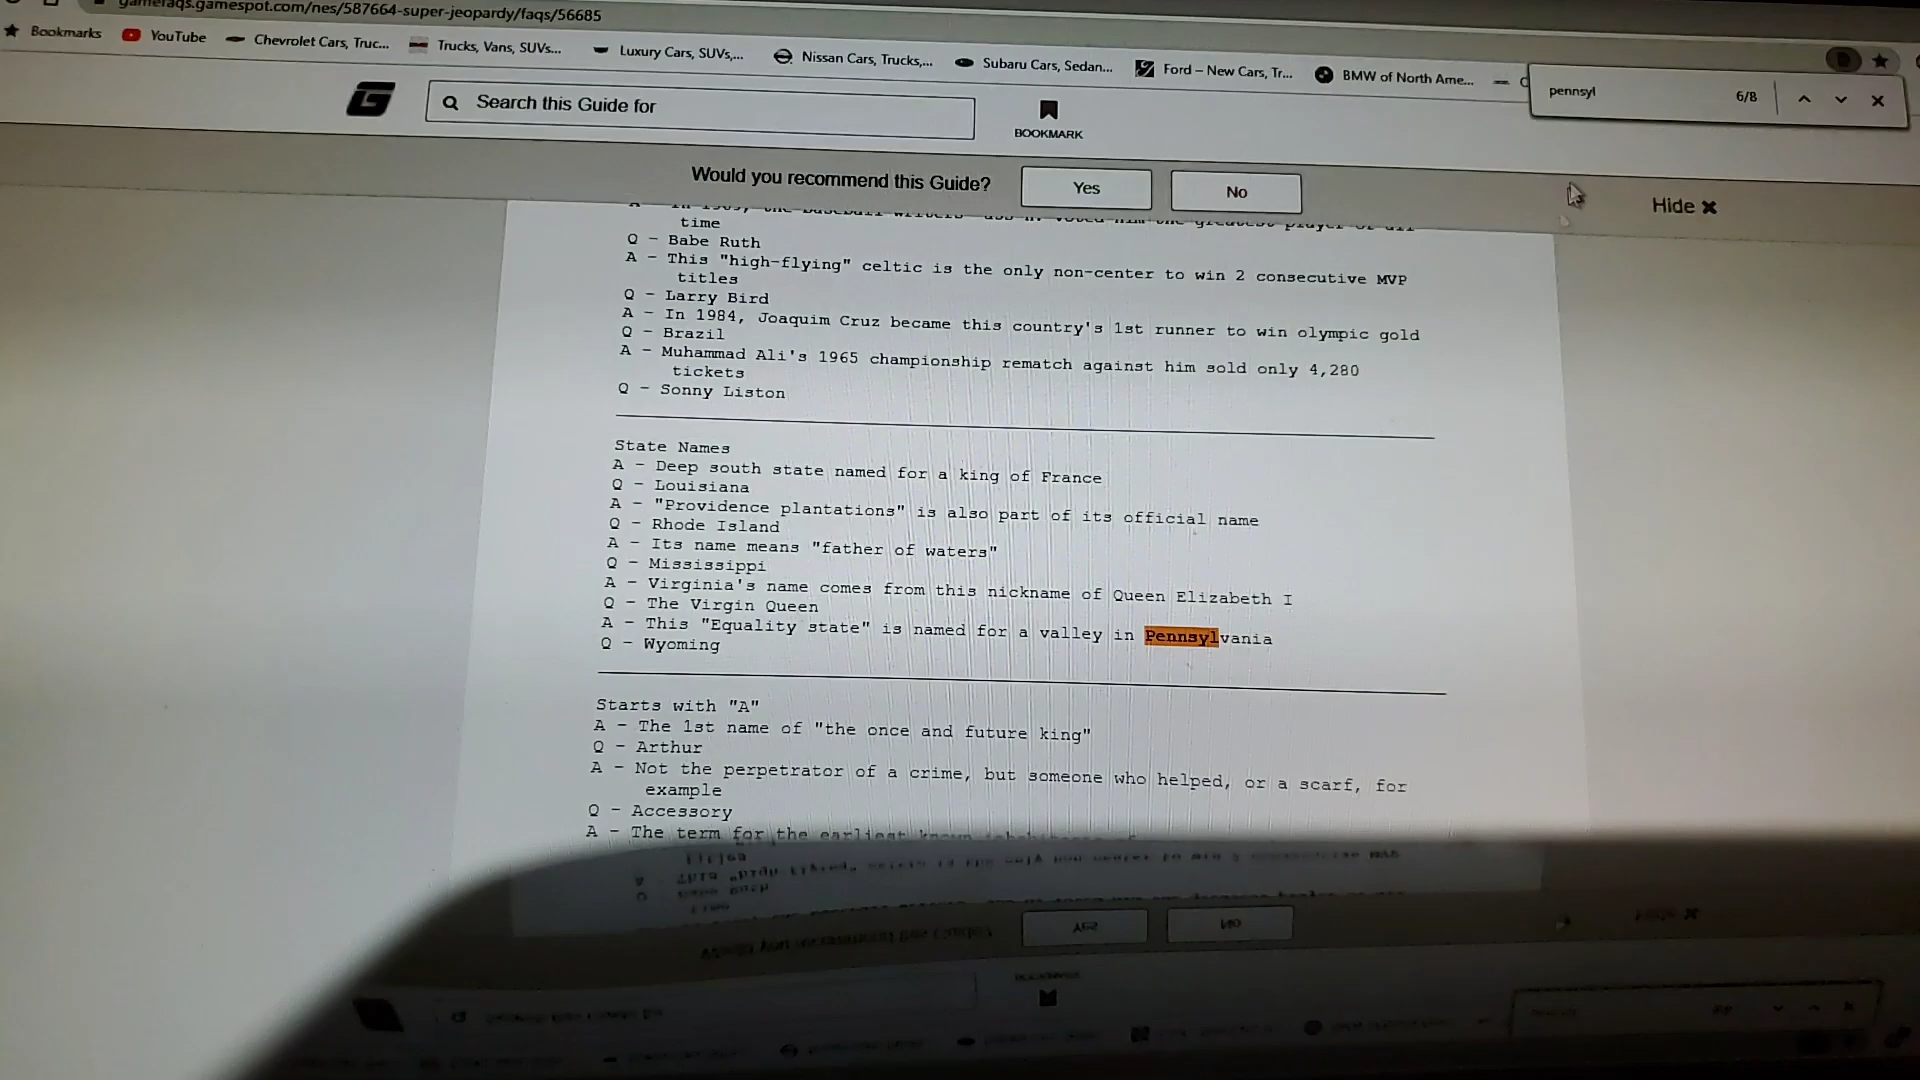 gamefaqs.gamespot.com/nes/587664-super-jeopardy/faqs/56685
Bookmarks YouTube Chevrolet Cars, Truc... Trucks, Vans, SUVs... Luxury Cars, SUVs,... Nissan Cars, Trucks,... Subaru Cars, Sedan... Ford – New Cars, Tr... BMW of North Ame...
pennsyl 6/8
Search this Guide for
BOOKMARK
Would you recommend this Guide? Yes No Hide
time
Q - Babe Ruth
A - This "high-flying" celtic is the only non-center to win 2 consecutive MVP
titles
Q - Larry Bird
A - In 1984, Joaquim Cruz became this country's 1st runner to win olympic gold
Q - Brazil
A - Muhammad Ali's 1965 championship rematch against him sold only 4,280
tickets
Q - Sonny Liston
State Names
A - Deep south state named for a king of France
Q - Louisiana
A - "Providence plantations" is also part of its official name
Q - Rhode Island
A - Its name means "father of waters"
Q - Mississippi
A - Virginia's name comes from this nickname of Queen Elizabeth I
Q - The Virgin Queen
A - This "Equality state" is named for a valley in Pennsylvania
Q - Wyoming
Starts with "A"
A - The 1st name of "the once and future king"
Q - Arthur
A - Not the perpetrator of a crime, but someone who helped, or a scarf, for
example
Q - Accessory
A - The term for the earliest known